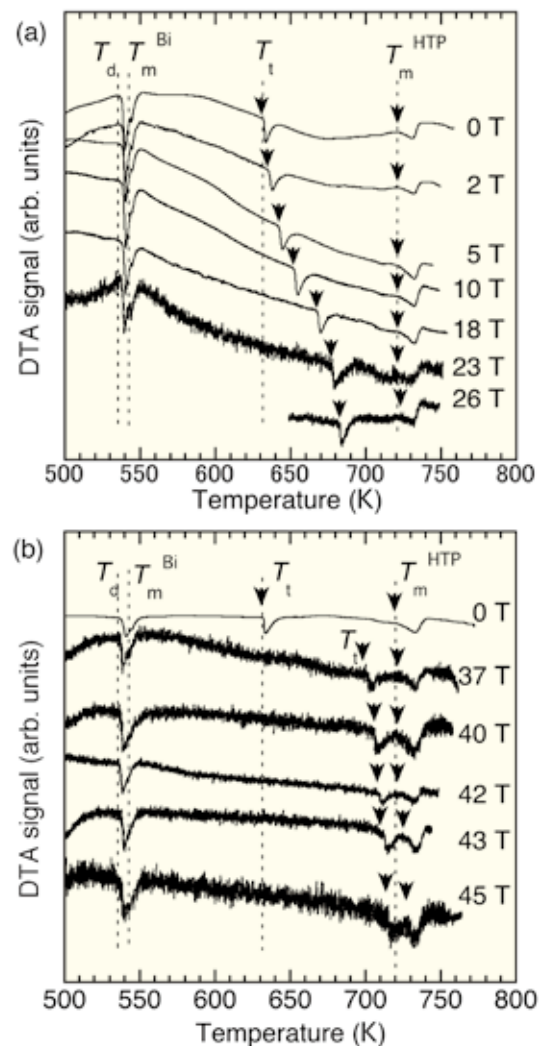 (a)
T_d T_m^Bi T_t T_m^HTP
0 T
2 T
5 T
10 T
18 T
23 T
26 T
DTA signal (arb. units)
500 550 600 650 700 750 800
Temperature (K)
(b)
T_d T_m^Bi T_t T_m^HTP
0 T
T_t
37 T
40 T
42 T
43 T
45 T
DTA signal (arb. units)
500 550 600 650 700 750 800
Temperature (K)